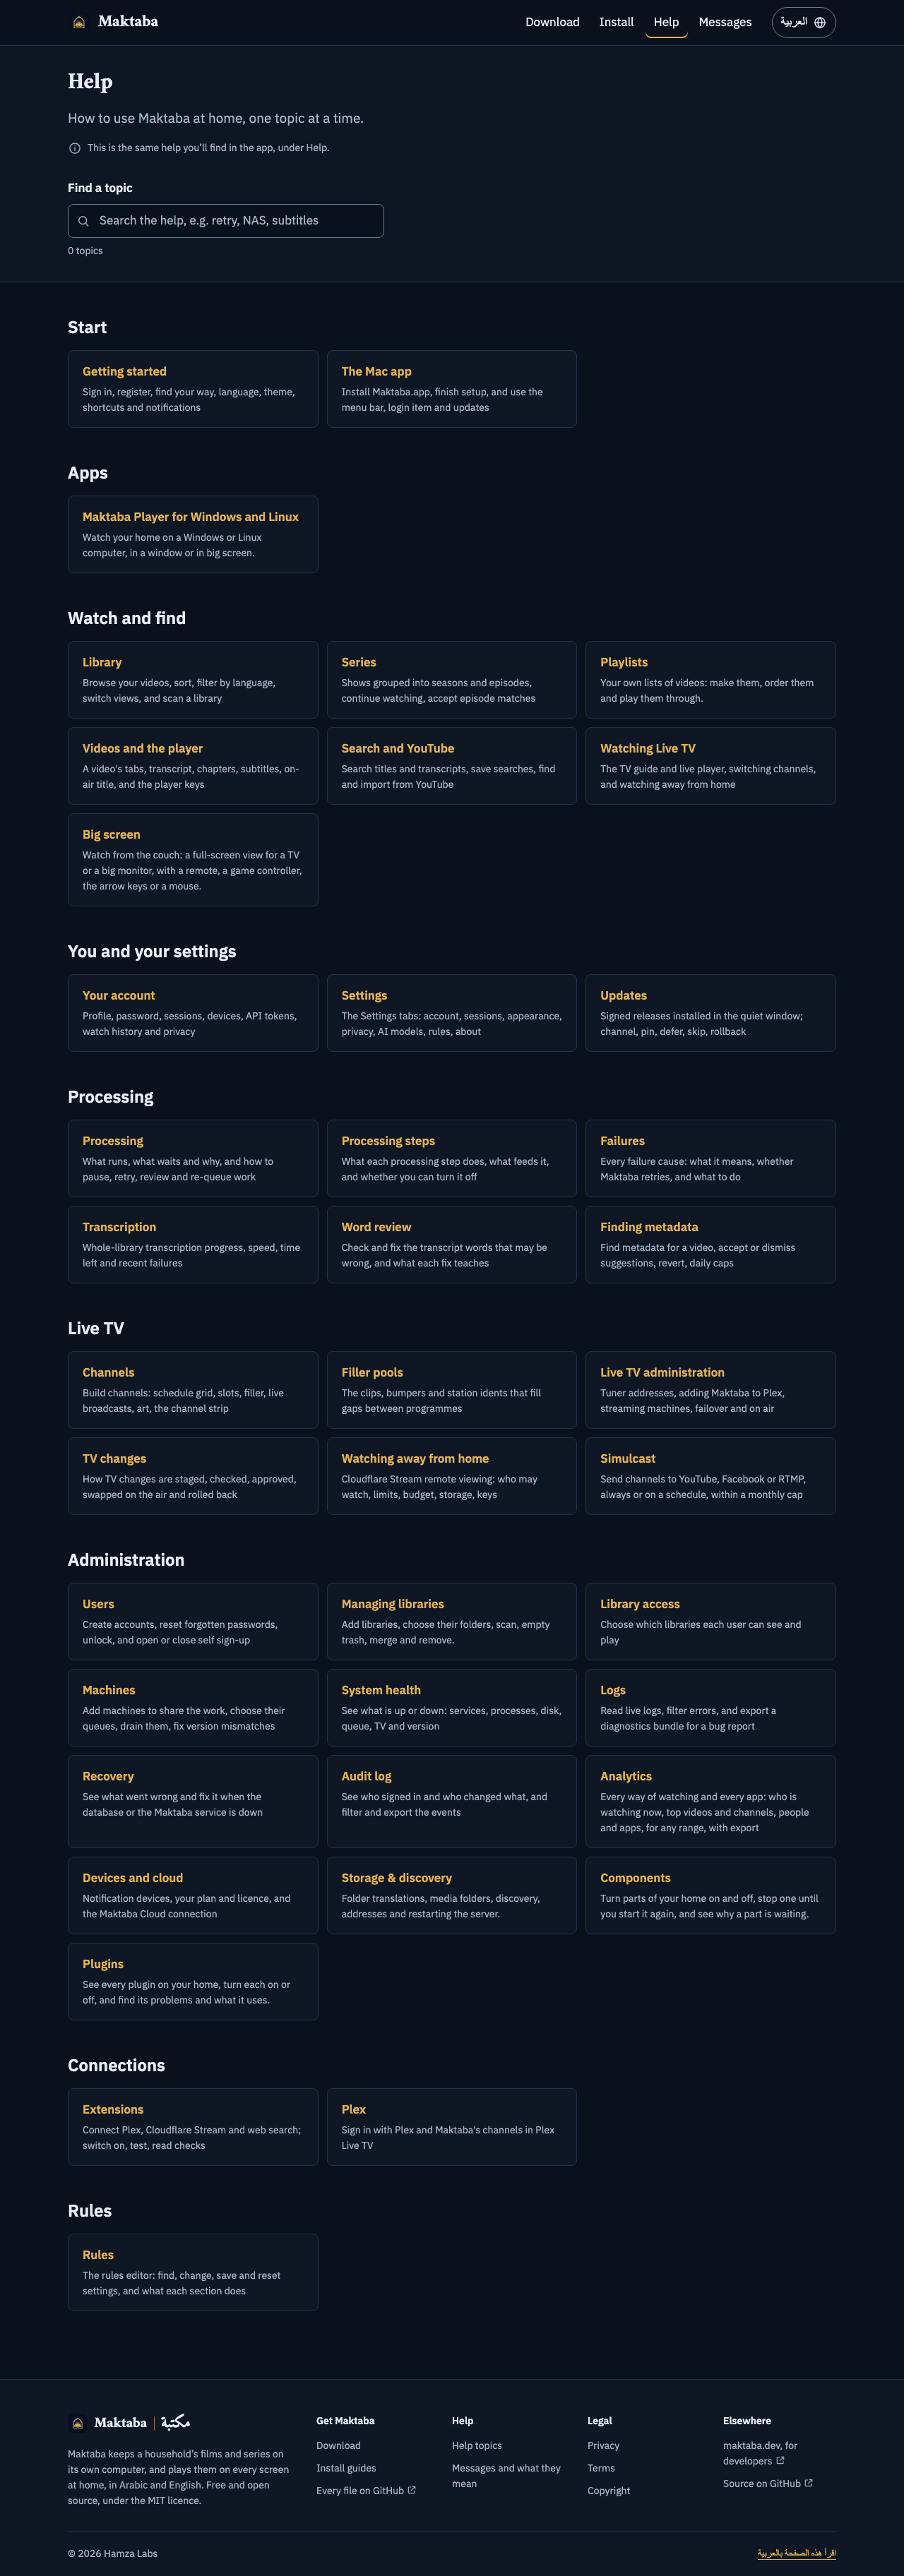 Maktaba
Download
Install
Help
Messages
العربية
Help
How to use Maktaba at home, one topic at a time.
This is the same help you’ll find in the app, under Help.
Find a topic
Search the help, e.g. retry, NAS, subtitles
0 topics
Start
Getting started
Sign in, register, find your way, language, theme,
shortcuts and notifications
The Mac app
Install Maktaba.app, finish setup, and use the
menu bar, login item and updates
Apps
Maktaba Player for Windows and Linux
Watch your home on a Windows or Linux
computer, in a window or in big screen.
Watch and find
Library
Browse your videos, sort, filter by language,
switch views, and scan a library
Series
Shows grouped into seasons and episodes,
continue watching, accept episode matches
Playlists
Your own lists of videos: make them, order them
and play them through.
Videos and the player
A video's tabs, transcript, chapters, subtitles, on-
air title, and the player keys
Search and YouTube
Search titles and transcripts, save searches, find
and import from YouTube
Watching Live TV
The TV guide and live player, switching channels,
and watching away from home
Big screen
Watch from the couch: a full-screen view for a TV
or a big monitor, with a remote, a game controller,
the arrow keys or a mouse.
You and your settings
Your account
Profile, password, sessions, devices, API tokens,
watch history and privacy
Settings
The Settings tabs: account, sessions, appearance,
privacy, AI models, rules, about
Updates
Signed releases installed in the quiet window;
channel, pin, defer, skip, rollback
Processing
Processing
What runs, what waits and why, and how to
pause, retry, review and re-queue work
Processing steps
What each processing step does, what feeds it,
and whether you can turn it off
Failures
Every failure cause: what it means, whether
Maktaba retries, and what to do
Transcription
Whole-library transcription progress, speed, time
left and recent failures
Word review
Check and fix the transcript words that may be
wrong, and what each fix teaches
Finding metadata
Find metadata for a video, accept or dismiss
suggestions, revert, daily caps
Live TV
Channels
Build channels: schedule grid, slots, filler, live
broadcasts, art, the channel strip
Filler pools
The clips, bumpers and station idents that fill
gaps between programmes
Live TV administration
Tuner addresses, adding Maktaba to Plex,
streaming machines, failover and on air
TV changes
How TV changes are staged, checked, approved,
swapped on the air and rolled back
Watching away from home
Cloudflare Stream remote viewing: who may
watch, limits, budget, storage, keys
Simulcast
Send channels to YouTube, Facebook or RTMP,
always or on a schedule, within a monthly cap
Administration
Users
Create accounts, reset forgotten passwords,
unlock, and open or close self sign-up
Managing libraries
Add libraries, choose their folders, scan, empty
trash, merge and remove.
Library access
Choose which libraries each user can see and
play
Machines
Add machines to share the work, choose their
queues, drain them, fix version mismatches
System health
See what is up or down: services, processes, disk,
queue, TV and version
Logs
Read live logs, filter errors, and export a
diagnostics bundle for a bug report
Recovery
See what went wrong and fix it when the
database or the Maktaba service is down
Audit log
See who signed in and who changed what, and
filter and export the events
Analytics
Every way of watching and every app: who is
watching now, top videos and channels, people
and apps, for any range, with export
Devices and cloud
Notification devices, your plan and licence, and
the Maktaba Cloud connection
Storage & discovery
Folder translations, media folders, discovery,
addresses and restarting the server.
Components
Turn parts of your home on and off, stop one until
you start it again, and see why a part is waiting.
Plugins
See every plugin on your home, turn each on or
off, and find its problems and what it uses.
Connections
Extensions
Connect Plex, Cloudflare Stream and web search;
switch on, test, read checks
Plex
Sign in with Plex and Maktaba's channels in Plex
Live TV
Rules
Rules
The rules editor: find, change, save and reset
settings, and what each section does
Maktaba | مكتبة
Maktaba keeps a household’s films and series on
its own computer, and plays them on every screen
at home, in Arabic and English. Free and open
source, under the MIT licence.
Get Maktaba
Download
Install guides
Every file on GitHub
Help
Help topics
Messages and what they
mean
Legal
Privacy
Terms
Copyright
Elsewhere
maktaba.dev, for
developers
Source on GitHub
© 2026 Hamza Labs
اقرأ هذه الصفحة بالعربية